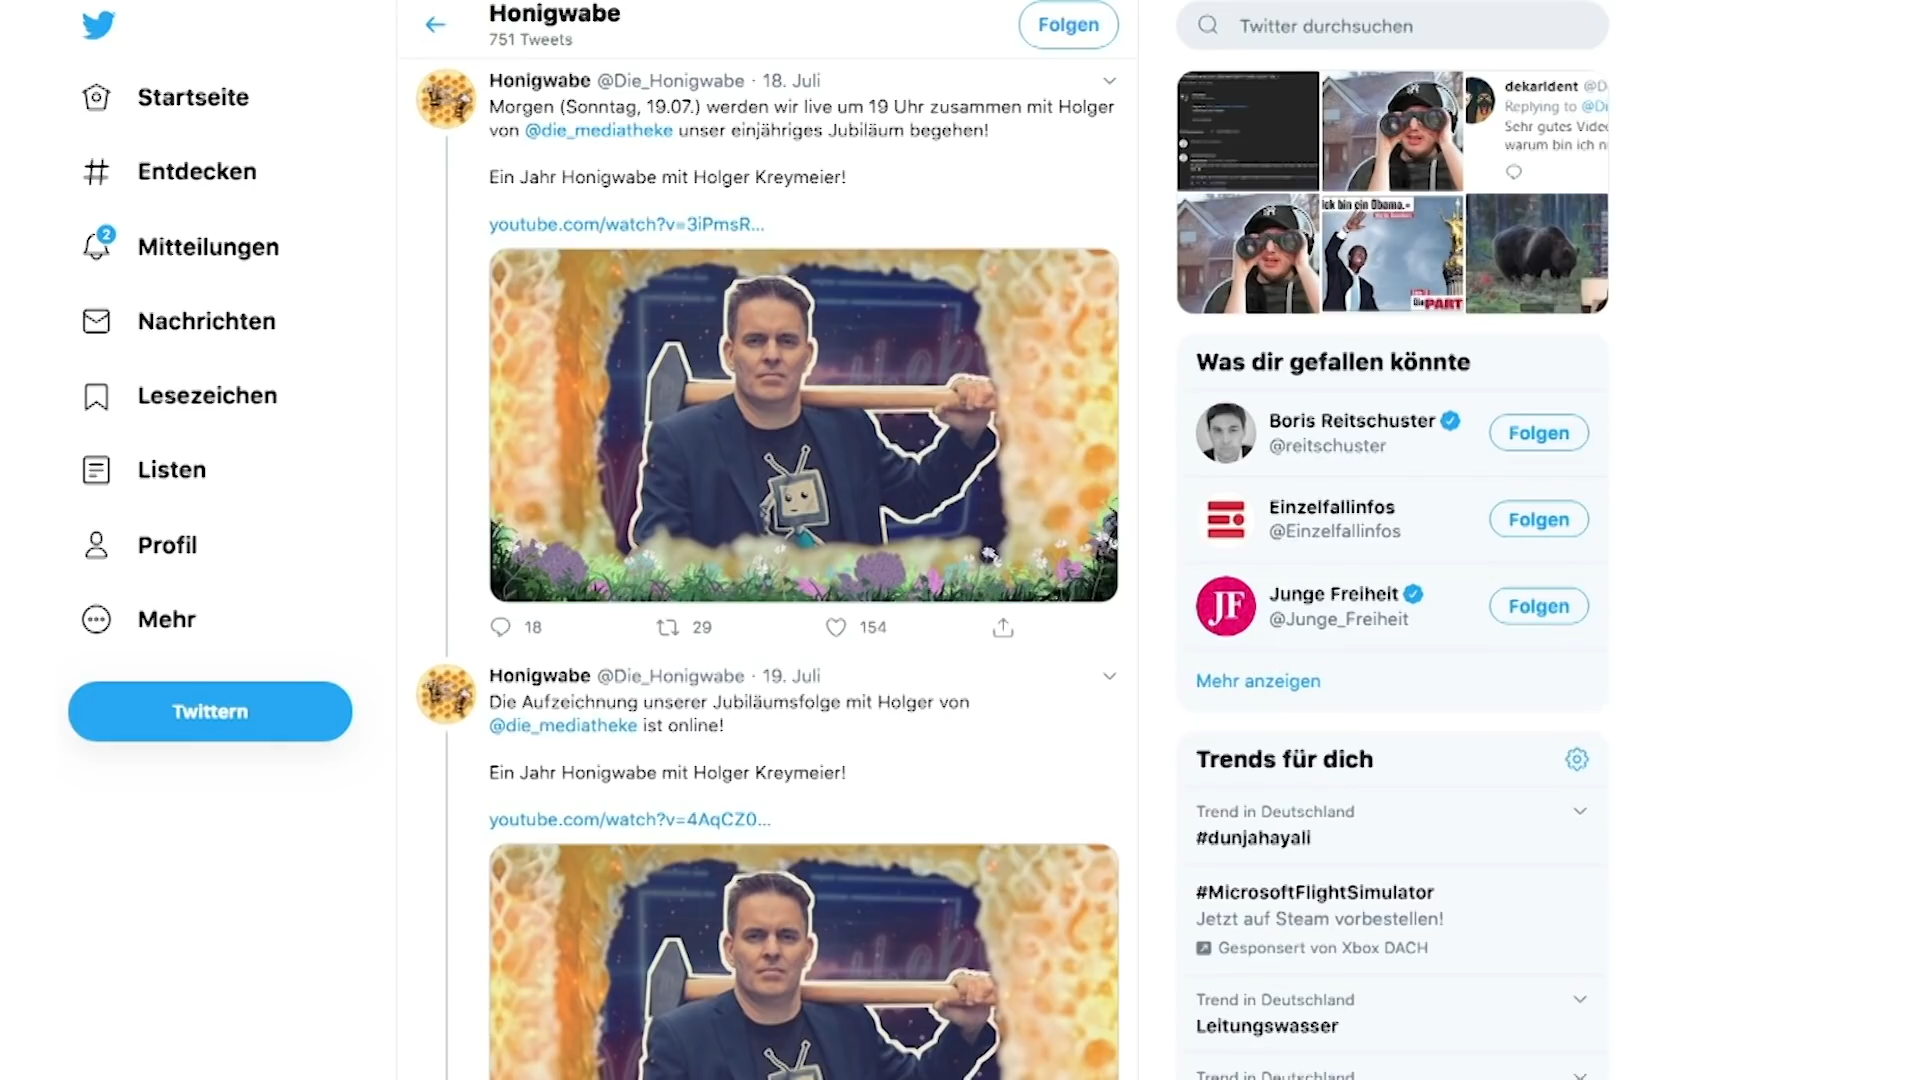 Startseite
Entdecken
2
Mitteilungen
Nachrichten
Lesezeichen
Listen
Profil
Mehr
Twittern
Honigwabe
751 Tweets
Folgen
Honigwabe @Die_Honigwabe · 18. Juli
Morgen (Sonntag, 19.07.) werden wir live um 19 Uhr zusammen mit Holger
von @die_mediatheke unser einjähriges Jubiläum begehen!
Ein Jahr Honigwabe mit Holger Kreymeier!
youtube.com/watch?v=3iPmsR...
18
29
154
Honigwabe @Die_Honigwabe · 19. Juli
Die Aufzeichnung unserer Jubiläumsfolge mit Holger von
@die_mediatheke ist online!
Ein Jahr Honigwabe mit Holger Kreymeier!
youtube.com/watch?v=4AqCZ0...
Twitter durchsuchen
dekarldent @D
Replying to @Di
Sehr gutes Videc
warum bin ich n
ick bin ein Obama.«
Die PART
Was dir gefallen könnte
Boris Reitschuster
@reitschuster
Folgen
Einzelfallinfos
@Einzelfallinfos
Folgen
JF
Junge Freiheit
@Junge_Freiheit
Folgen
Mehr anzeigen
Trends für dich
Trend in Deutschland
#dunjahayali
#MicrosoftFlightSimulator
Jetzt auf Steam vorbestellen!
Gesponsert von Xbox DACH
Trend in Deutschland
Leitungswasser
Trend in Deutschland